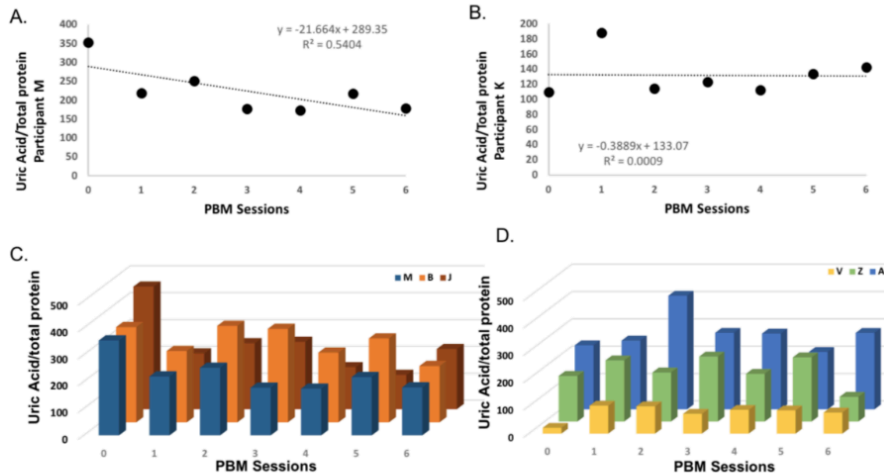 A.
Uric Acid/Total protein
Participant M
400
350
300
250
200
150
100
50
0
y = -21.664x + 289.35
R² = 0.5404
0 1 2 3 4 5 6
PBM Sessions
B.
Uric Acid/Total protein
Participant K
200
180
160
140
120
100
80
60
40
20
0
y = -0.3889x + 133.07
R² = 0.0009
0 1 2 3 4 5 6
PBM Sessions
C.
Uric Acid/total protein
M B J
500
400
300
200
100
0
0 1 2 3 4 5 6
PBM Sessions
D.
Uric Acid/total protein
V Z A
500
400
300
200
100
0
0 1 2 3 4 5 6
PBM Sessions